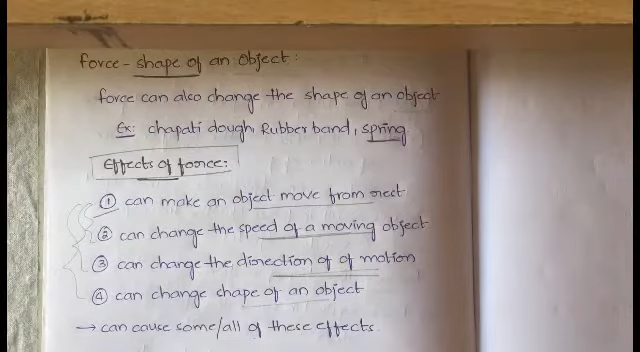 force - shape of an object:
force can also change the shape of an object
Ex: chapati dough, Rubber band, spring
Effects of foorce:
① can make an object move from rest
② can change the speed of a moving object
③ can change the direction of of motion
④ can change shape of an object
→ can cause some/all of these effects.